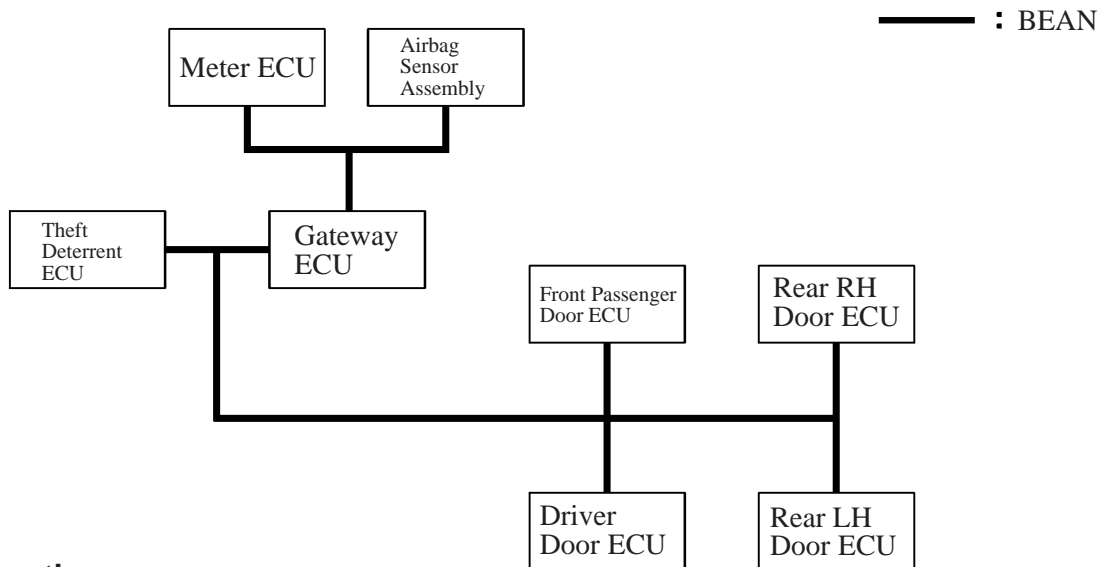 : BEAN
Meter ECU
Airbag
Sensor
Assembly
Theft
Deterrent
ECU
Gateway
ECU
Front Passenger
Door ECU
Rear RH
Door ECU
Driver
Door ECU
Rear LH
Door ECU